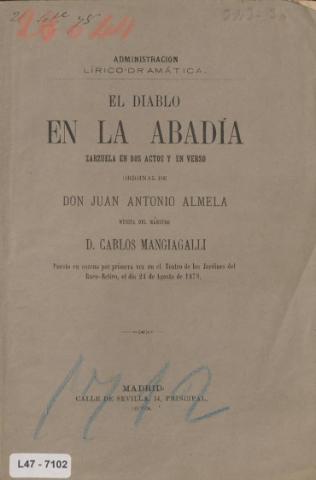 ADMINISTRACION
LÍRICO-DRAMÁTICA.
EL DIABLO
EN LA ABADÍA
ZARZUELA EN DOS ACTOS Y EN VERSO
ORIGINAL DE
DON JUAN ANTONIO ALMELA
MÚSICA DEL MAESTRO
D. CARLOS MANGIAGALLI
Puesta en escena por primera vez en el Teatro de los Jardines del
Buen-Retiro, el dia 21 de Agosto de
MADRID.
CALLE DE SEVILLA, 14, PRINCIPAL.
1712
L47 - 7102